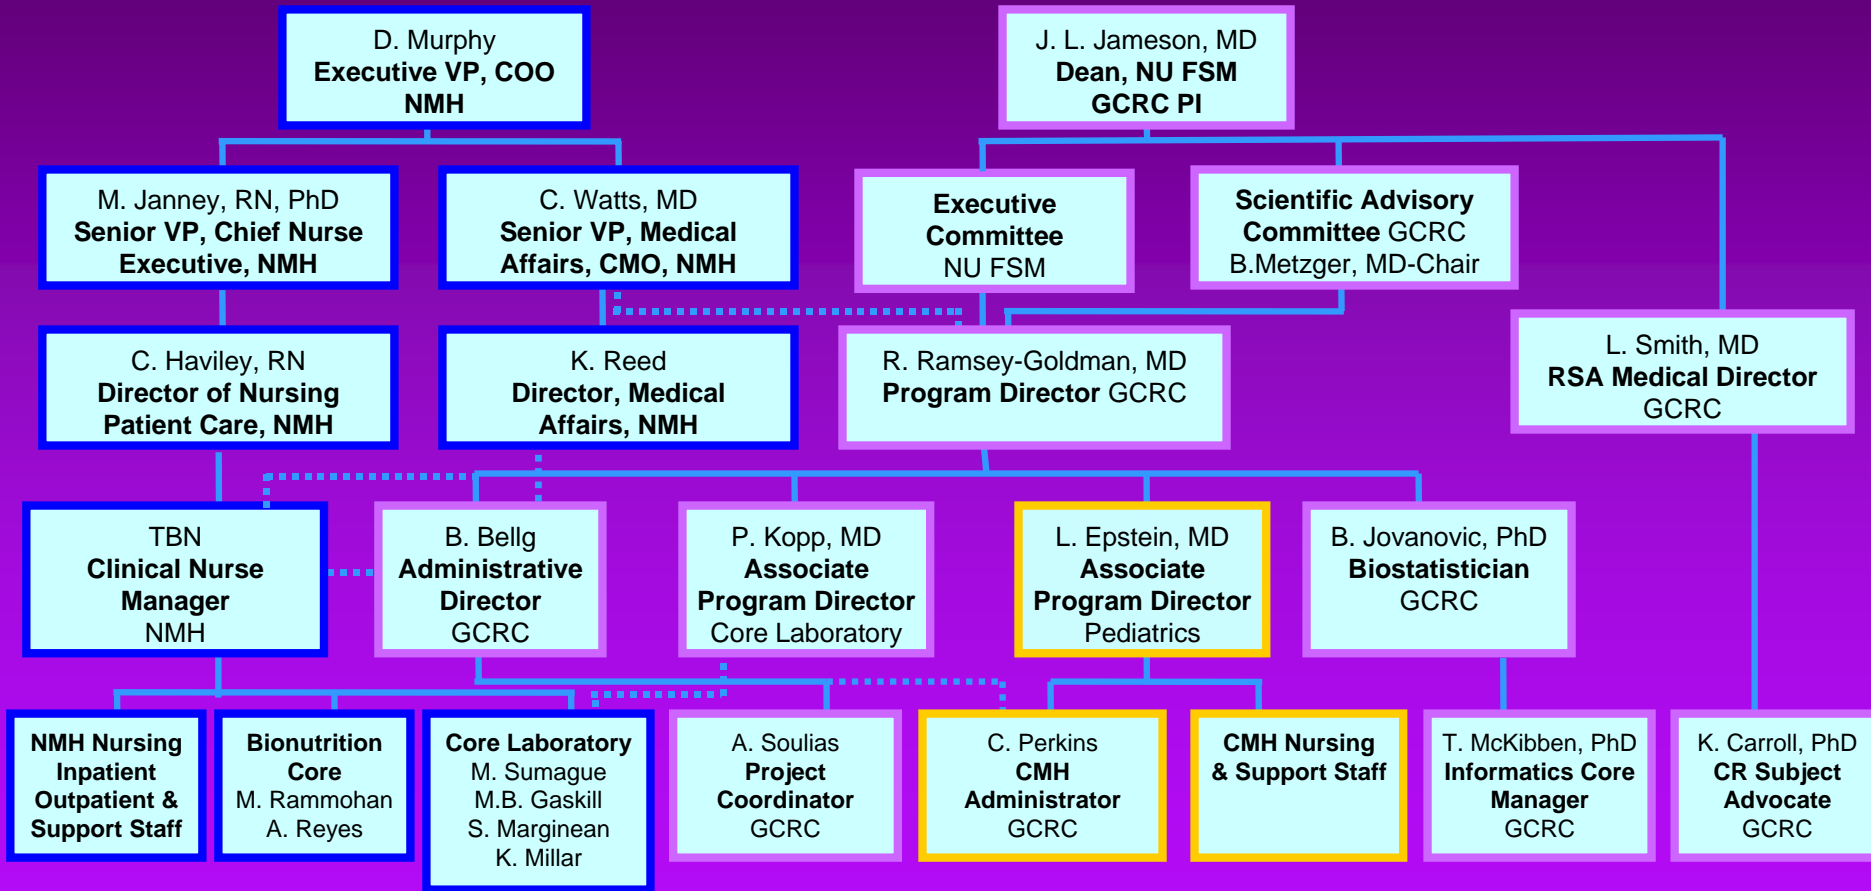 D. Murphy
Executive VP, COO
NMH
J. L. Jameson, MD
Dean, NU FSM
GCRC PI
M. Janney, RN, PhD
Senior VP, Chief Nurse
Executive, NMH
C. Watts, MD
Senior VP, Medical
Affairs, CMO, NMH
Executive
Committee
NU FSM
Scientific Advisory
Committee GCRC
B.Metzger, MD-Chair
C. Haviley, RN
Director of Nursing
Patient Care, NMH
K. Reed
Director, Medical
Affairs, NMH
R. Ramsey-Goldman, MD
Program Director GCRC
L. Smith, MD
RSA Medical Director
GCRC
TBN
Clinical Nurse
Manager
NMH
B. Bellg
Administrative
Director
GCRC
P. Kopp, MD
Associate
Program Director
Core Laboratory
L. Epstein, MD
Associate
Program Director
Pediatrics
B. Jovanovic, PhD
Biostatistician
GCRC
NMH Nursing
Inpatient
Outpatient &
Support Staff
Bionutrition
Core
M. Rammohan
A. Reyes
Core Laboratory
M. Sumague
M.B. Gaskill
S. Marginean
K. Millar
A. Soulias
Project
Coordinator
GCRC
C. Perkins
CMH
Administrator
GCRC
CMH Nursing
& Support Staff
T. McKibben, PhD
Informatics Core
Manager
GCRC
K. Carroll, PhD
CR Subject
Advocate
GCRC